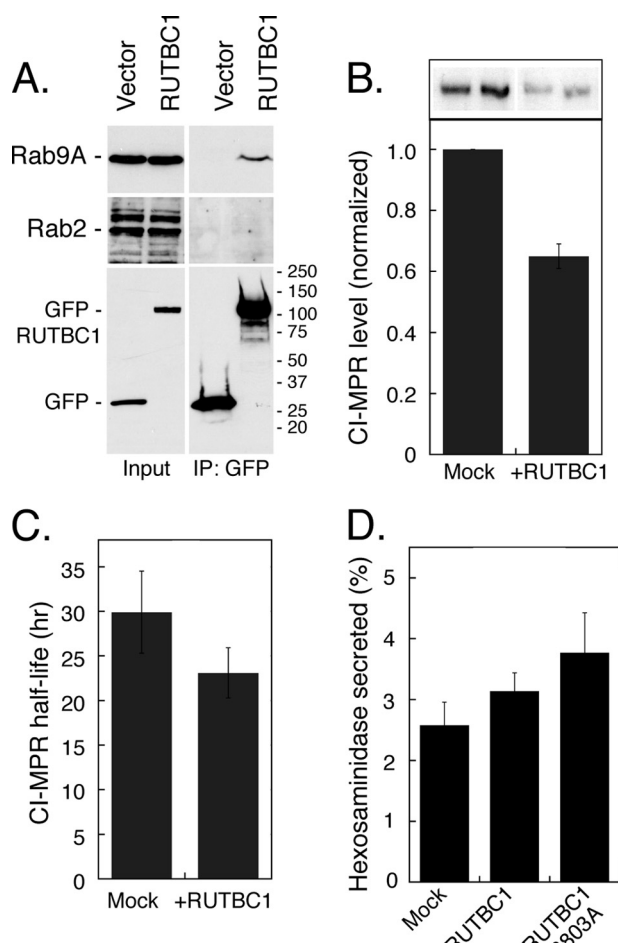 A.
Vector
RUTBC1
Vector
RUTBC1
Rab9A -
Rab2 -
GFP -
RUTBC1
GFP -
- 250
- 150
- 100
- 75
- 50
- 37
- 25
- 20
Input
IP: GFP
B.
CI-MPR level (normalized)
1.0
0.8
0.6
0.4
0.2
0
Mock
+RUTBC1
C.
CI-MPR half-life (hr)
35
30
25
20
15
10
5
0
Mock
+RUTBC1
D.
Hexosaminidase secreted (%)
5
4
3
2
1
0
Mock
RUTBC1
RUTBC1
803A